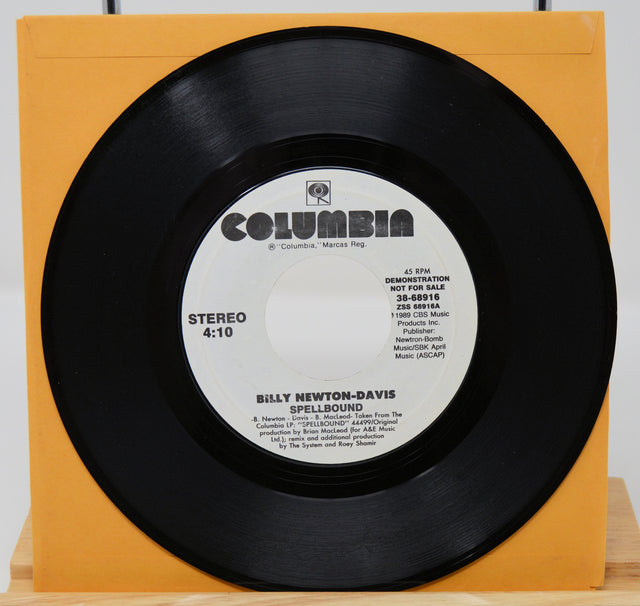 COLUMBIA
® "Columbia," Marcas Reg.
45 RPM
DEMONSTRATION
NOT FOR SALE
38-68916
ZSS 68916A
℗1989 CBS Music
Products Inc.
Publisher:
Newtron-Bomb
Music/SBK April
Music (ASCAP)
STEREO
4:10
BILLY NEWTON-DAVIS
SPELLBOUND
-B. Newton - Davis - B. MacLeod- Taken From The
Columbia LP: "SPELLBOUND" 44499/Original
production by Brian MacLeod (for A&E Music
Ltd.); remix and additional production
by The System and Roey Shamir